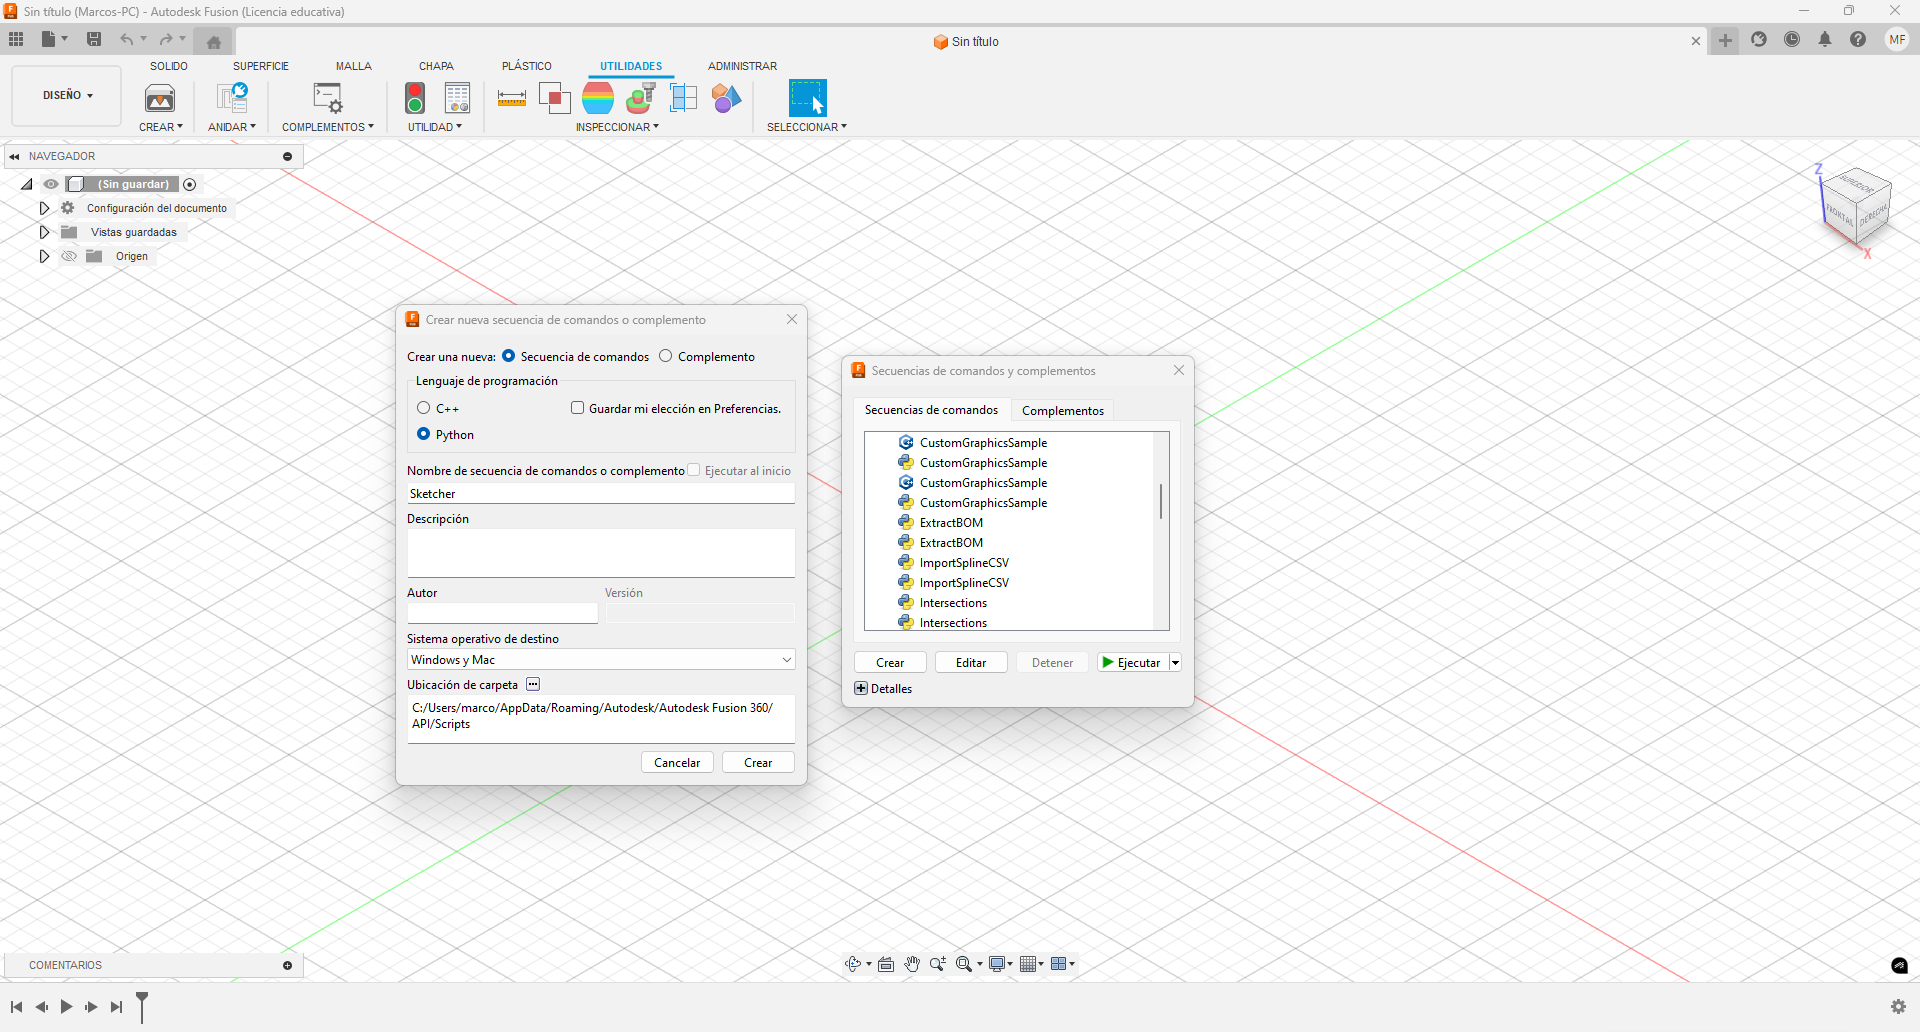 Sin título (Marcos-PC) - Autodesk Fusion (Licencia educativa)
Sin título
MF
SOLIDO
SUPERFICIE
MALLA
CHAPA
PLÁSTICO
UTILIDADES
ADMINISTRAR
DISEÑO
CREAR
ANIDAR
COMPLEMENTOS
UTILIDAD
INSPECCIONAR
SELECCIONAR
NAVEGADOR
(Sin guardar)
Configuración del documento
Vistas guardadas
Origen
Z
SUPERIOR
FRONTAL
DERECHA
X
Crear nueva secuencia de comandos o complemento
Crear una nueva: Secuencia de comandos Complemento
Lenguaje de programación
C++ Guardar mi elección en Preferencias.
Python
Nombre de secuencia de comandos o complemento Ejecutar al inicio
Sketcher
Descripción
Autor Versión
Sistema operativo de destino
Windows y Mac
Ubicación de carpeta
C:/Users/marco/AppData/Roaming/Autodesk/Autodesk Fusion 360/
API/Scripts
Cancelar Crear
Secuencias de comandos y complementos
Secuencias de comandos Complementos
CustomGraphicsSample
CustomGraphicsSample
CustomGraphicsSample
CustomGraphicsSample
ExtractBOM
ExtractBOM
ImportSplineCSV
ImportSplineCSV
Intersections
Intersections
Crear Editar Detener Ejecutar
Detalles
COMENTARIOS